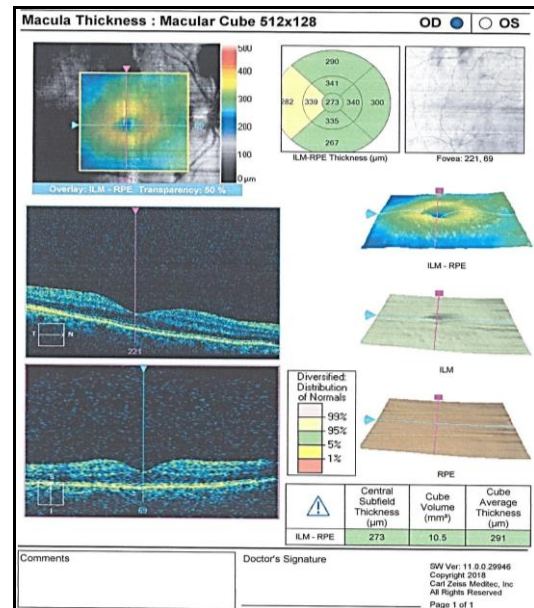 Macula Thickness : Macular Cube 512x128
OD OS
500
400
300
200
100
0 µm
Overlay: ILM - RPE Transparency: 50 %
290
341
282 339 273 340 300
335
267
ILM-RPE Thickness (µm)
Fovea: 221, 69
ILM - RPE
T N
221
ILM
Diversified:
Distribution
of Normals
99%
95%
5%
1%
RPE
69
Central
Subfield
Thickness
(µm)
Cube
Volume
(mm³)
Cube
Average
Thickness
(µm)
ILM - RPE 273 10.5 291
Comments
Doctor's Signature
SW Ver: 11.0.0.29946
Copyright 2018
Carl Zeiss Meditec, Inc
All Rights Reserved
Page 1 of 1